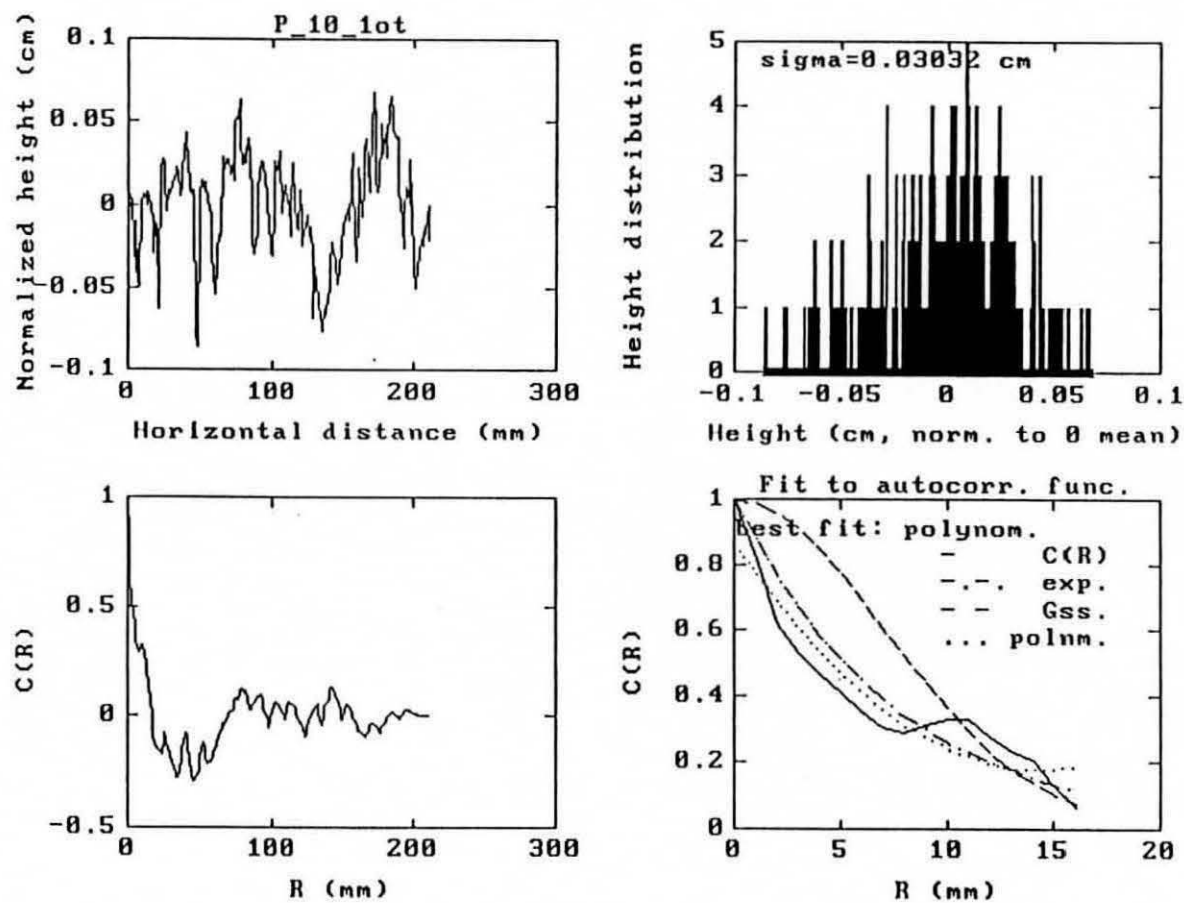 P_10_1ot
0.1
0.05
0
-0.05
-0.1
0
100
200
300
Normalized height (cm)
Horizontal distance (mm)
sigma=0.03032 cm
5
4
3
2
1
0
-0.1
-0.05
0
0.05
0.1
Height distribution
Height (cm, norm. to 0 mean)
1
0.5
0
-0.5
0
100
200
300
C(R)
R (mm)
Fit to autocorr. func.
best fit: polynom.
- C(R)
-.-. exp.
- - Gss.
... polnm.
1
0.8
0.6
0.4
0.2
0
0
5
10
15
20
C(R)
R (mm)